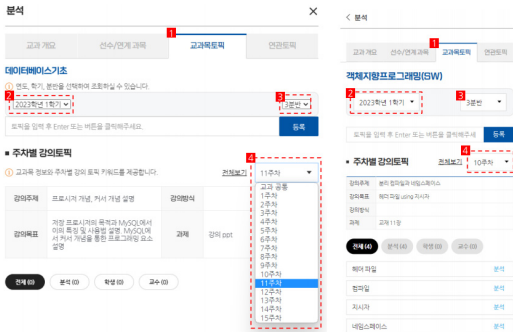 분석
교과 개요 선수/연계 과목 1 교과목토픽 연관토픽
데이터베이스기초
연도, 학기, 분반을 선택하여 조회하실 수 있습니다.
2 2023학년 1학기 3 3분반
토픽을 입력 후 Enter 또는 버튼을 클릭해주세요. 등록
주차별 강의토픽 4
교과목 정보와 주차별 강의 토픽 키워드를 제공합니다. 전체보기 11주차
강의주제 프로시저 개념, 커서 개념 설명 강의방식
강의목표 저장 프로시저의 목적과 MySQL에서
의 특징 및 사용법 설명. MySQL에
서 커서 개념을 통한 프로그래밍 요소
설명
과제 강의 ppt
교과 공통
1주차
2주차
3주차
4주차
5주차
6주차
7주차
8주차
9주차
10주차
11주차
12주차
13주차
14주차
15주차
전체 (0) 분석 (0) 학생 (0) 교수 (0)
< 분석
교과 개요 선수/연계 과목 1 교과목토픽 연관토픽
객체지향프로그래밍(SW)
2 2023학년 1학기 3 3분반
토픽을 입력 후 Enter 또는 버튼을 클릭해주세 등록
주차별 강의토픽 전체보기 4 10주차
강의주제 분리 컴파일과 네임스페이스
강의목표 헤더 파일 using 지시자
강의방식
과제 교재 11장
전체 (4) 분석 (4) 학생 (0) 교수 (0)
헤더 파일 분석
컴파일 분석
지시자 분석
네임스페이스 분석